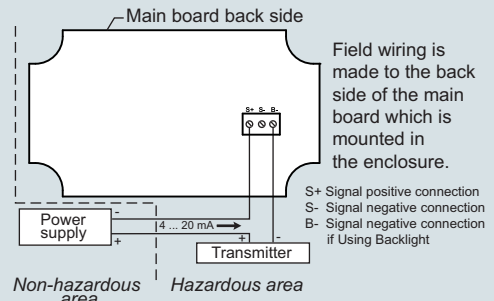 Main board back side
Field wiring is
made to the back
side of the main
board which is
mounted in
the enclosure.
S+ S- B-
S+ Signal positive connection
S- Signal negative connection
B- Signal negative connection
if Using Backlight
Power
supply
-
+
4 ... 20 mA
+ -
Transmitter
Non-hazardous
area
Hazardous area